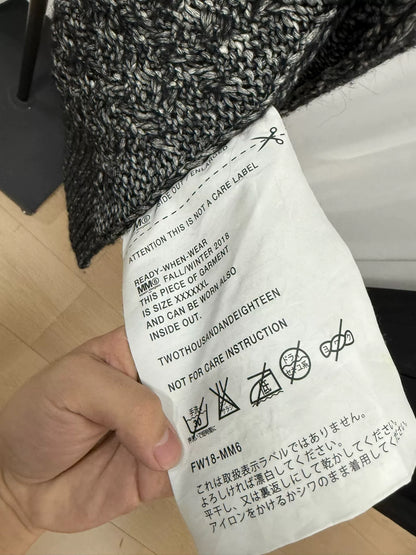 MM⑥
SIDE OUT
ATTENTION THIS IS NOT A CARE LABEL
READY-WHEN-WEAR
MM⑥ FALL/WINTER 2018
THIS PIECE OF GARMENT
IS SIZE XXXXXXL
AND CAN BE WORN ALSO
INSIDE OUT.
TWOTHOUSANDANDEIGHTEEN
NOT FOR CARE INSTRUCTION
FW18-MM6
これは取扱表示ラベルではありません。
よろしければ漂白してください。
平干し、又は裏返しにして乾かしてください。
アイロンをかけるかシワのまま着用してください